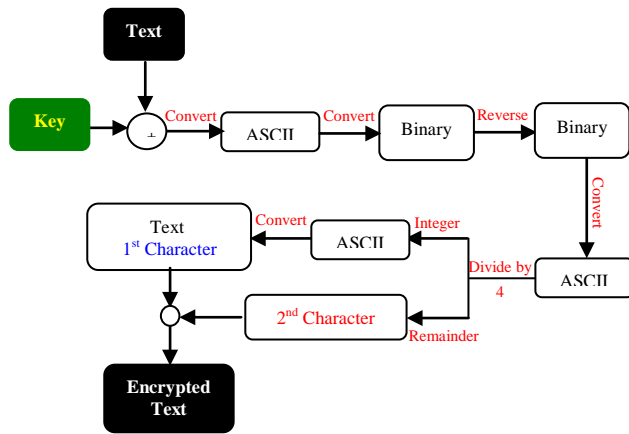 Text
Key
Convert
ASCII
Convert
Binary
Reverse
Binary
Convert
Text
1st Character
Convert
ASCII
Integer
Divide by
4
ASCII
2nd Character
Remainder
Encrypted
Text